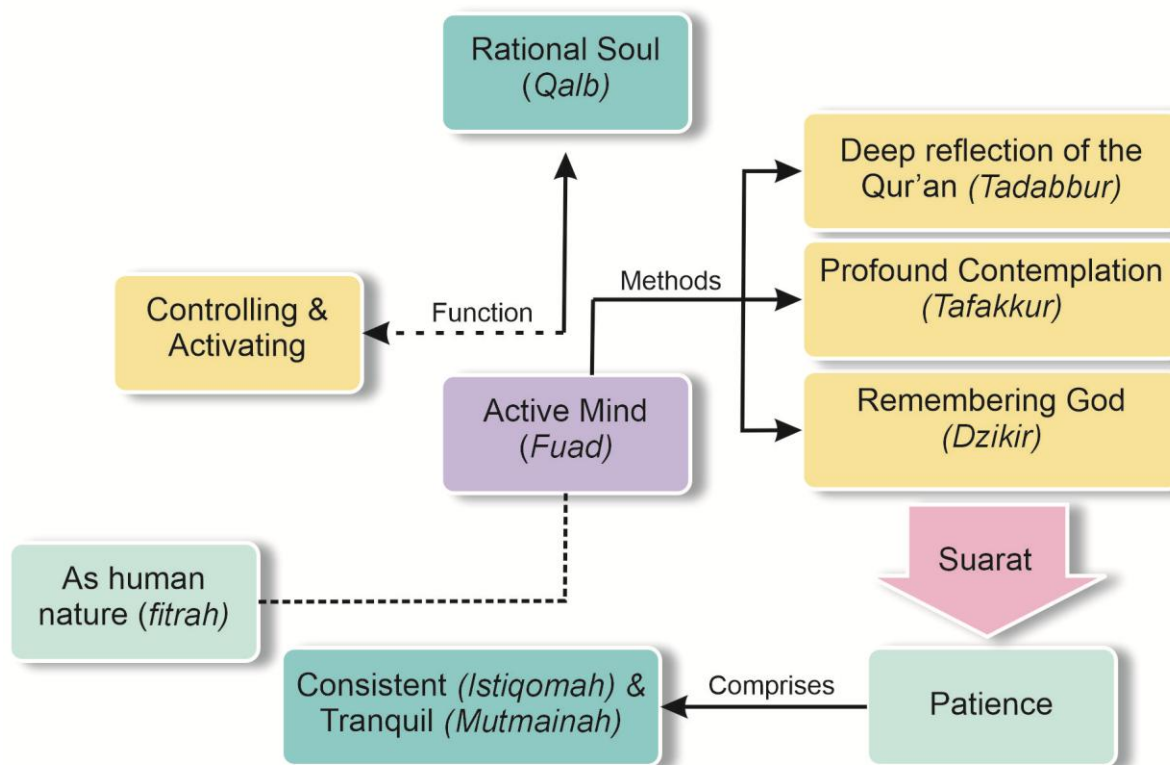 Rational Soul
(Qalb)
Deep reflection of the
Qur’an (Tadabbur)
Methods
Profound Contemplation
(Tafakkur)
Controlling &
Activating
Function
Active Mind
(Fuad)
Remembering God
(Dzikir)
Suarat
As human
nature (fitrah)
Consistent (Istiqomah) &
Tranquil (Mutmainah)
Comprises
Patience